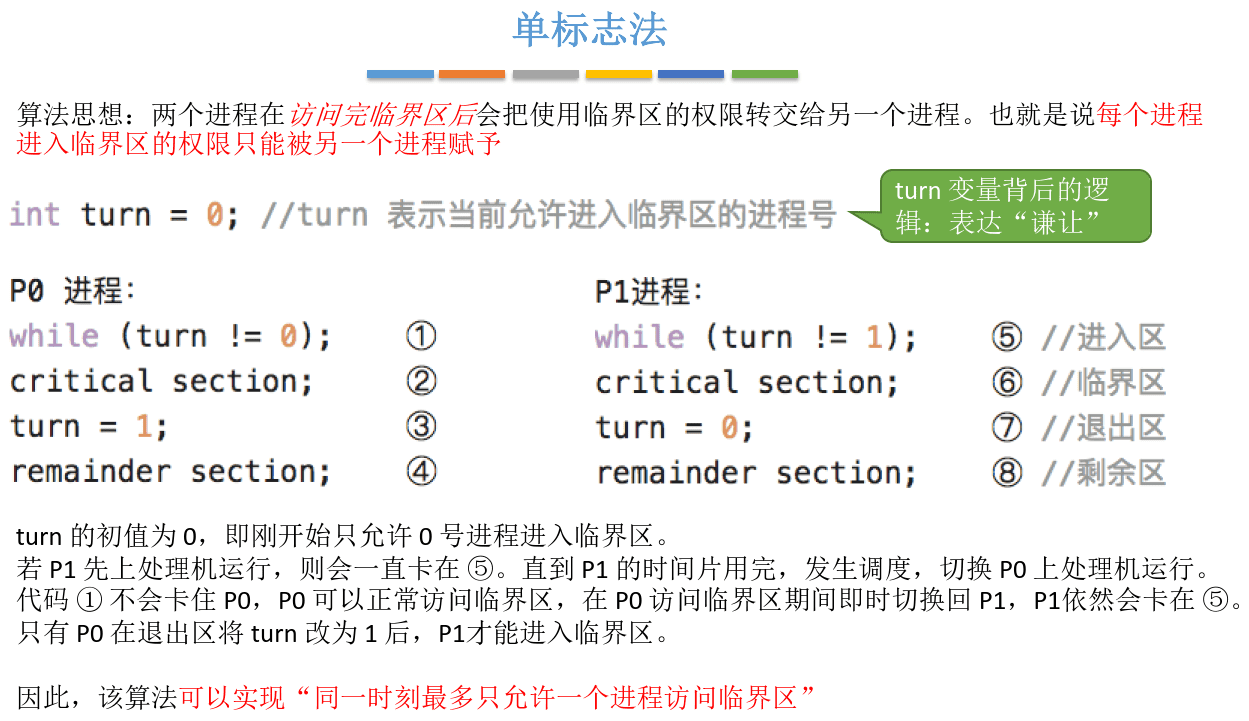 单标志法
算法思想：两个进程在访问完临界区后会把使用临界区的权限转交给另一个进程。也就是说每个进程
进入临界区的权限只能被另一个进程赋予
int turn = 0; //turn 表示当前允许进入临界区的进程号
turn 变量背后的逻
辑：表达“谦让”
P0 进程：
while (turn != 0); ①
critical section; ②
turn = 1; ③
remainder section; ④
P1进程：
while (turn != 1); ⑤ //进入区
critical section; ⑥ //临界区
turn = 0; ⑦ //退出区
remainder section; ⑧ //剩余区
turn 的初值为 0，即刚开始只允许 0 号进程进入临界区。
若 P1 先上处理机运行，则会一直卡在 ⑤。直到 P1 的时间片用完，发生调度，切换 P0 上处理机运行。
代码 ① 不会卡住 P0，P0 可以正常访问临界区，在 P0 访问临界区期间即时切换回 P1，P1依然会卡在 ⑤。
只有 P0 在退出区将 turn 改为 1 后，P1才能进入临界区。
因此，该算法可以实现“同一时刻最多只允许一个进程访问临界区”